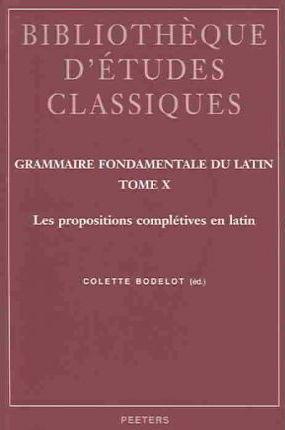 BIBLIOTHÈQUE
D'ÉTUDES
CLASSIQUES
GRAMMAIRE FONDAMENTALE DU LATIN
TOME X
Les propositions complétives en latin
COLETTE BODELOT (éd.)
PEETERS